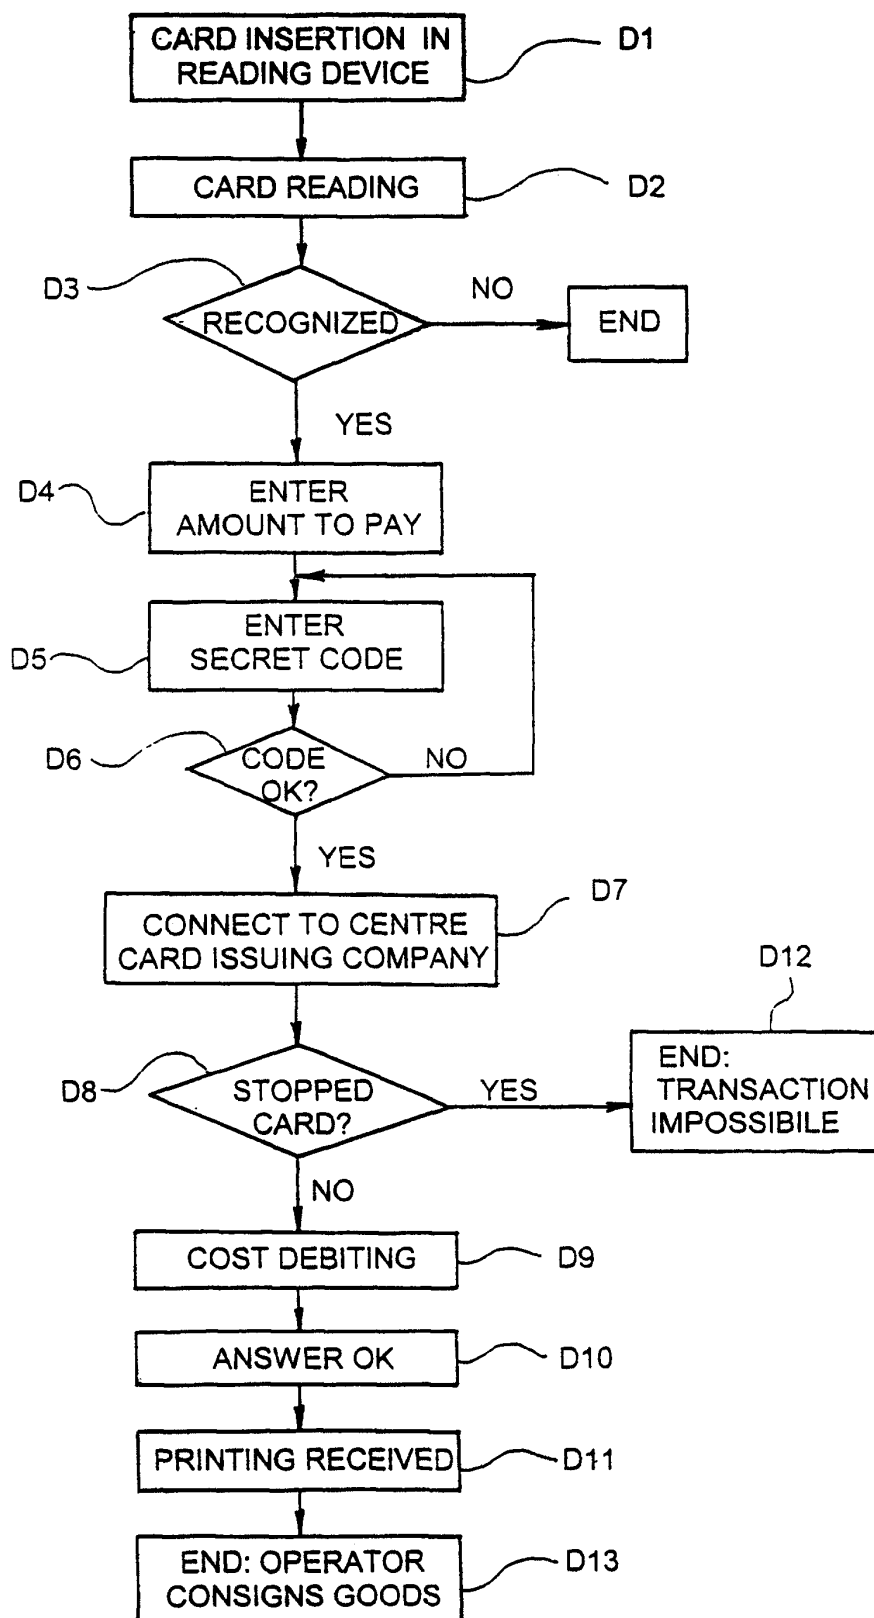 CARD INSERTION IN
READING DEVICE
D1
CARD READING
D2
D3
RECOGNIZED
NO
END
YES
D4
ENTER
AMOUNT TO PAY
D5
ENTER
SECRET CODE
D6
CODE
OK?
NO
YES
D7
CONNECT TO CENTRE
CARD ISSUING COMPANY
D12
D8
STOPPED
CARD?
YES
END:
TRANSACTION
IMPOSSIBILE
NO
COST DEBITING
D9
ANSWER OK
D10
PRINTING RECEIVED
D11
END: OPERATOR
CONSIGNS GOODS
D13